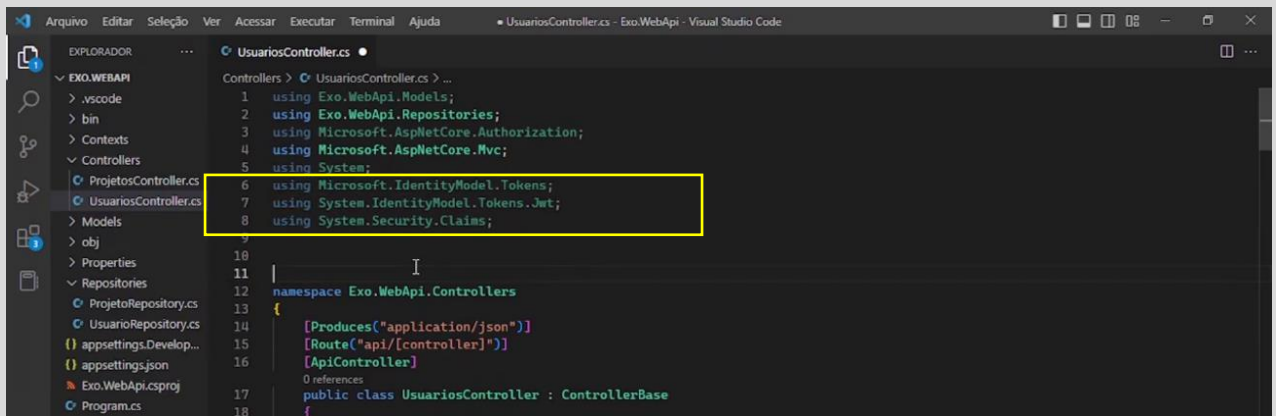 Arquivo Editar Seleção Ver Acessar Executar Terminal Ajuda
● UsuariosController.cs - Exo.WebApi - Visual Studio Code
EXPLORADOR ...
EXO.WEBAPI
> .vscode
> bin
> Contexts
Controllers
ProjetosController.cs
UsuariosController.cs
> Models
> obj
> Properties
Repositories
ProjetoRepository.cs
UsuarioRepository.cs
{} appsettings.Develop...
{} appsettings.json
Exo.WebApi.csproj
Program.cs
1
3
UsuariosController.cs ●
Controllers > UsuariosController.cs > ...
1 using Exo.WebApi.Models;
2 using Exo.WebApi.Repositories;
3 using Microsoft.AspNetCore.Authorization;
4 using Microsoft.AspNetCore.Mvc;
5 using System;
6 using Microsoft.IdentityModel.Tokens;
7 using System.IdentityModel.Tokens.Jwt;
8 using System.Security.Claims;
9
10
11
12 namespace Exo.WebApi.Controllers
13 {
14 [Produces("application/json")]
15 [Route("api/[controller]")]
16 [ApiController]
0 references
17 public class UsuariosController : ControllerBase
18 {